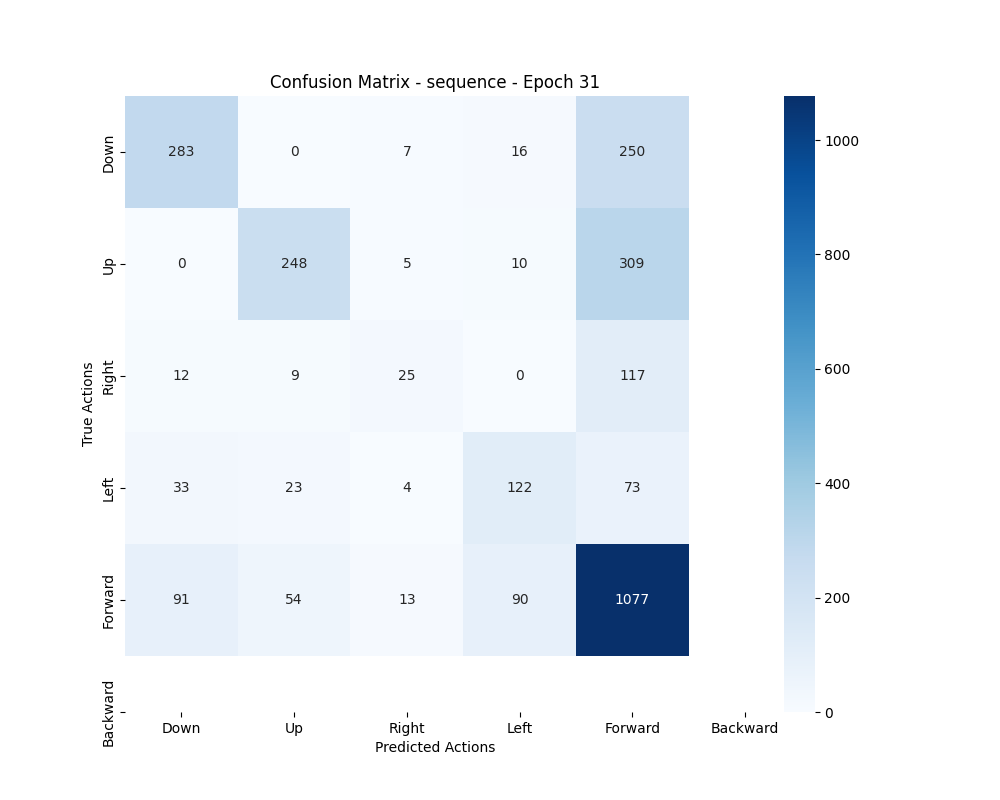 Confusion Matrix - sequence - Epoch 31
Down 283 0 7 16 250
Up 0 248 5 10 309
Right 12 9 25 0 117
Left 33 23 4 122 73
Forward 91 54 13 90 1077
Backward
True Actions
Down Up Right Left Forward Backward
Predicted Actions
1000
800
600
400
200
0